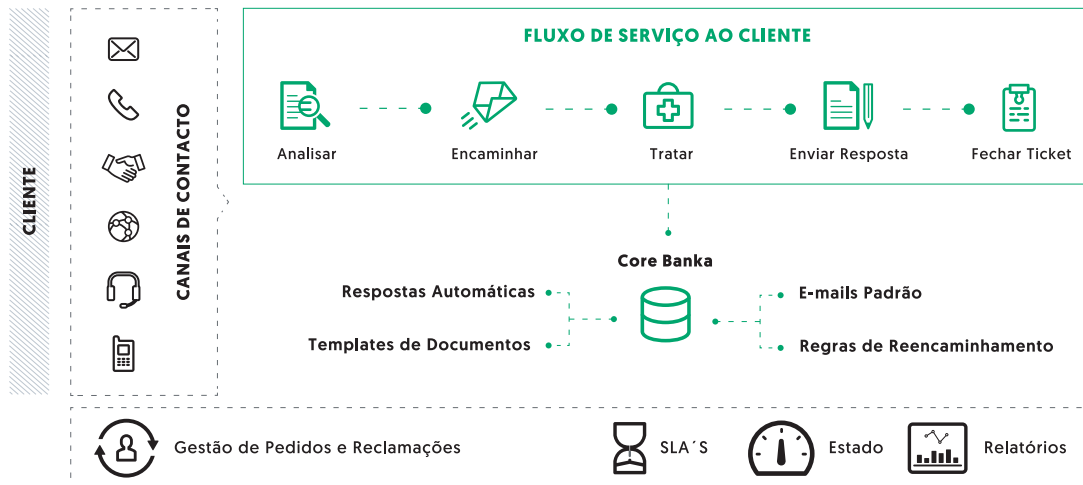 CLIENTE
CANAIS DE CONTACTO
FLUXO DE SERVIÇO AO CLIENTE
Analisar
Encaminhar
Tratar
Enviar Resposta
Fechar Ticket
Core Banka
Respostas Automáticas
E-mails Padrão
Templates de Documentos
Regras de Reencaminhamento
Gestão de Pedidos e Reclamações
SLA´S
Estado
Relatórios